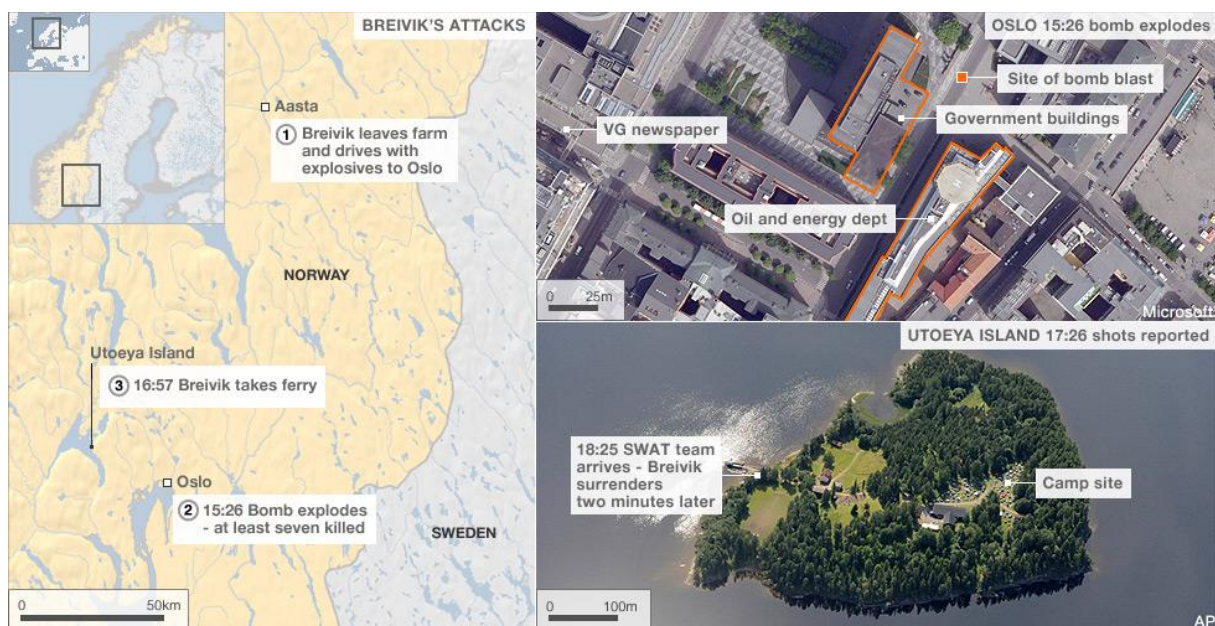 BREIVIK'S ATTACKS
Aasta
1 Breivik leaves farm
and drives with
explosives to Oslo
NORWAY
Utoeya Island
3 16:57 Breivik takes ferry
Oslo
2 15:26 Bomb explodes
- at least seven killed
SWEDEN
0 50km
OSLO 15:26 bomb explodes
Site of bomb blast
Government buildings
VG newspaper
H
Oil and energy dept
0 25m
Microsoft
UTOEYA ISLAND 17:26 shots reported
18:25 SWAT team
arrives - Breivik
surrenders
two minutes later
Camp site
0 100m
AP